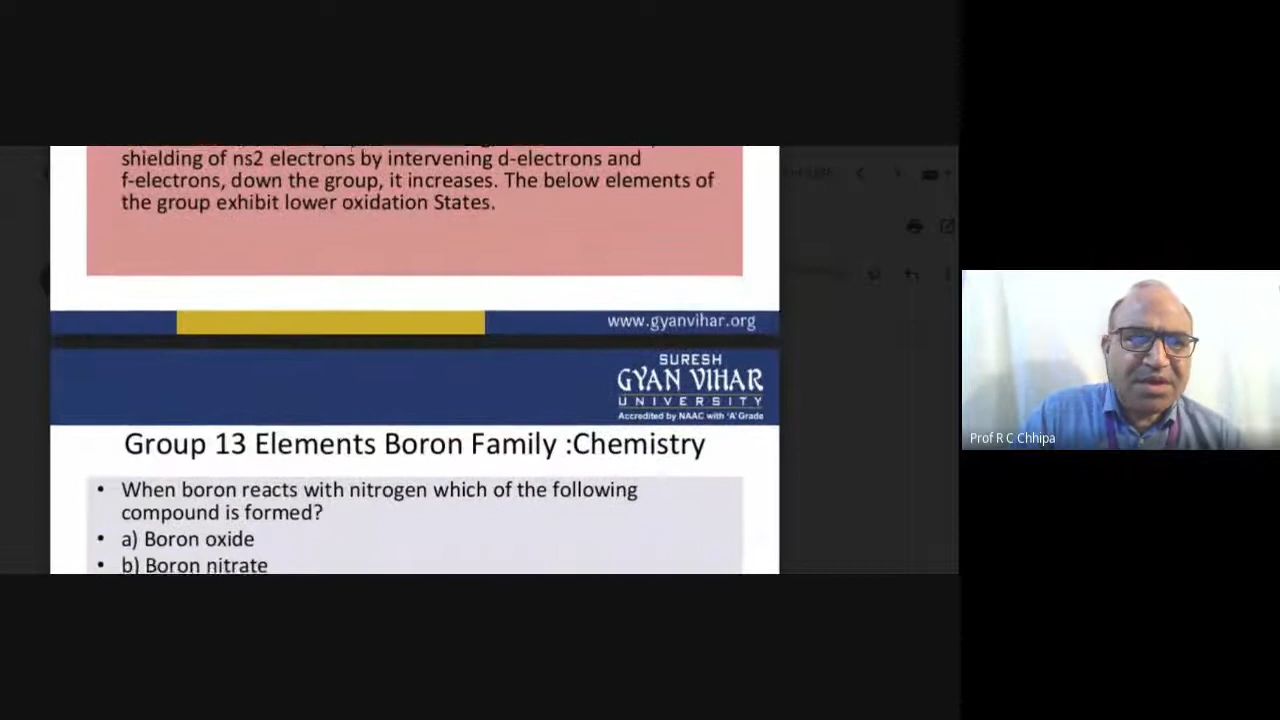 shielding of ns2 electrons by intervening d-electrons and
f-electrons, down the group, it increases. The below elements of
the group exhibit lower oxidation States.
www.gyanvihar.org
SURESH
GYAN VIHAR
UNIVERSITY
Accredited by NAAC with 'A' Grade
Group 13 Elements Boron Family :Chemistry
• When boron reacts with nitrogen which of the following
compound is formed?
• a) Boron oxide
• b) Boron nitrate
Prof R C Chhipa